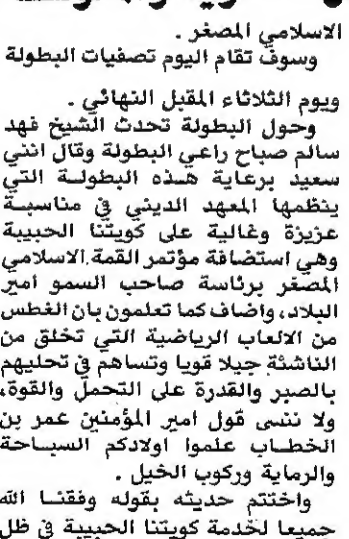 الاسلامي المصغر .
وسوف تقام اليوم تصفيات البطولة
ويوم الثلاثاء المقبل النهائي .
وحول البطولة تحدث الشيخ فهد
سالم صباح راعي البطولة وقال انني
سعيد برعاية هذه البطولة التي
ينظمها المعهد الديني في مناسبة
عزيزة وغالية على كويتنا الحبيبة
وهي استضافة مؤتمر القمة الاسلامي
المصغر برئاسة صاحب السمو امير
البلاد، واضاف كما تعلمون بان الغطس
من الالعاب الرياضية التي تخلق من
الناشئة جيلا قويا وتساهم في تحليهم
بالصبر والقدرة على التحمل والقوة،
ولا ننسى قول امير المؤمنين عمر بن
الخطاب علموا اولادكم السباحة
والرماية وركوب الخيل .
واختتم حديثه بقوله وفقنا الله
جميعا لخدمة كويتنا الحبيبة في ظل